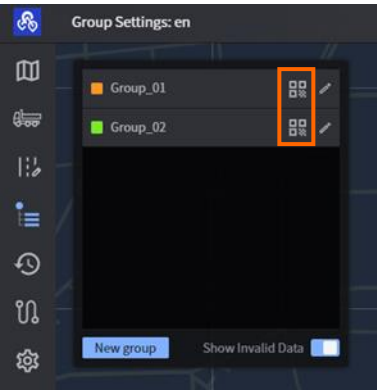 Group Settings: en
Group_01
Group_02
New group
Show Invalid Data